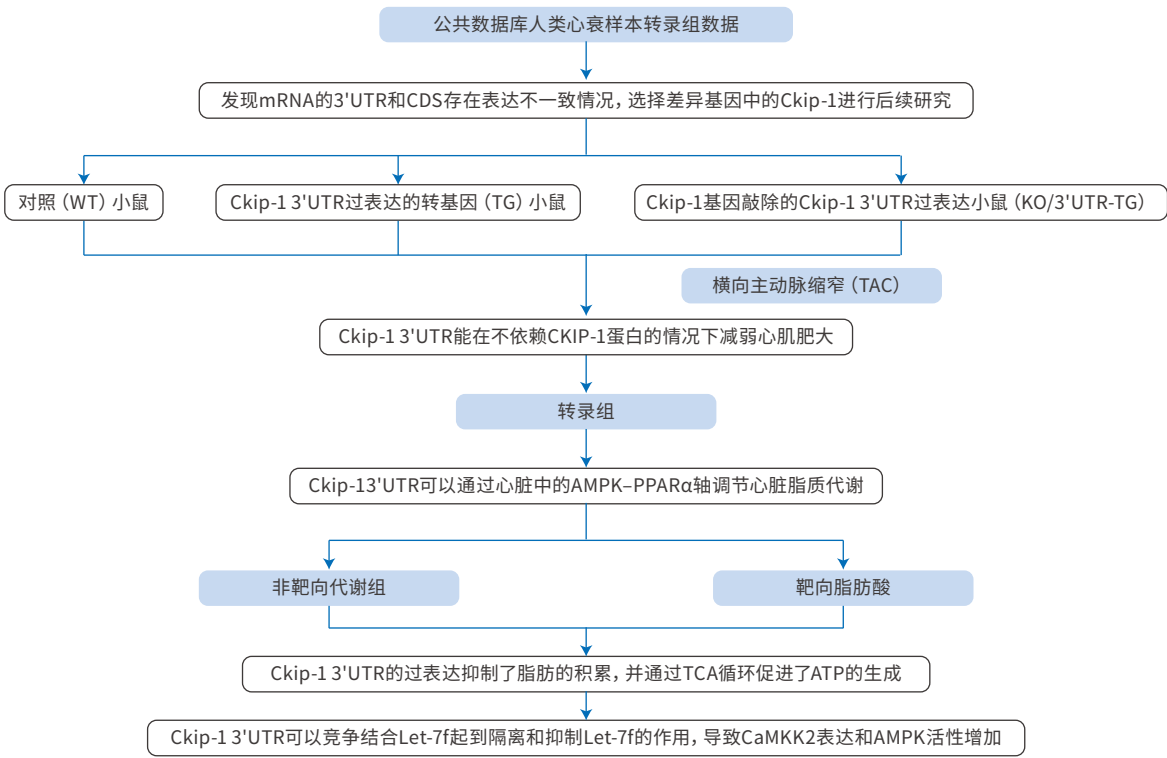 公共数据库人类心衰样本转录组数据
发现mRNA的3'UTR和CDS存在表达不一致情况，选择差异基因中的Ckip-1进行后续研究
对照（WT）小鼠
Ckip-1 3'UTR过表达的转基因（TG）小鼠
Ckip-1基因敲除的Ckip-1 3'UTR过表达小鼠（KO/3'UTR-TG）
横向主动脉缩窄（TAC）
Ckip-1 3'UTR能在不依赖CKIP-1蛋白的情况下减弱心肌肥大
转录组
Ckip-13'UTR可以通过心脏中的AMPK–PPARα轴调节心脏脂质代谢
非靶向代谢组
靶向脂肪酸
Ckip-1 3'UTR的过表达抑制了脂肪的积累，并通过TCA循环促进了ATP的生成
Ckip-1 3'UTR可以竞争结合Let-7f起到隔离和抑制Let-7f的作用，导致CaMKK2表达和AMPK活性增加